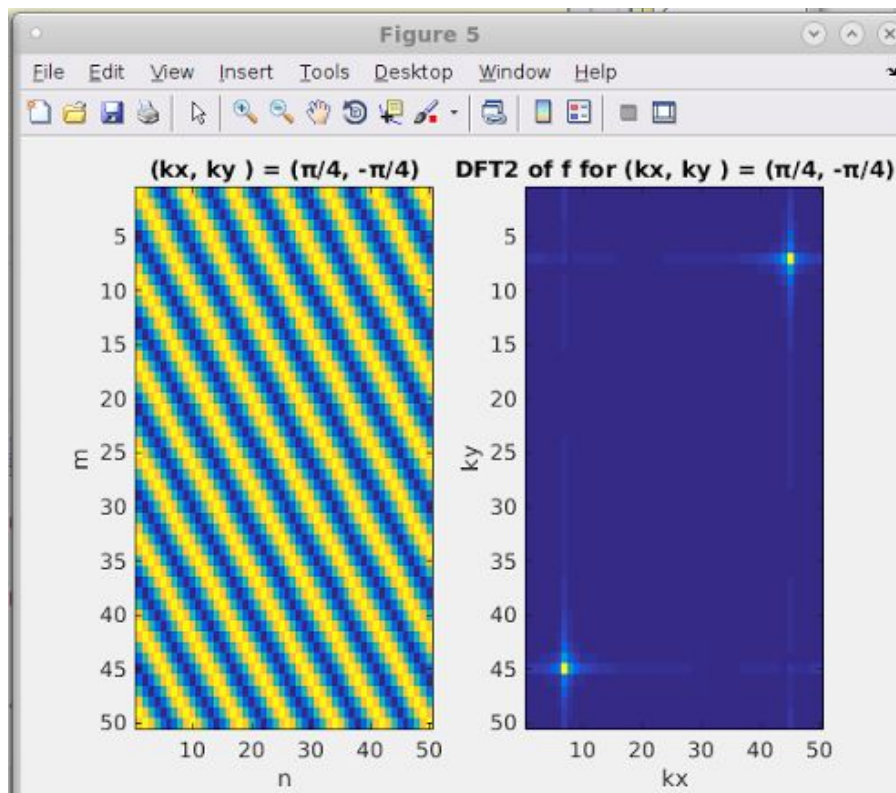 Figure 5
File Edit View Insert Tools Desktop Window Help
(kx, ky ) = (π/4, -π/4)
5
10
15
20
25
30
35
40
45
50
m
10 20 30 40 50
n
DFT2 of f for (kx, ky ) = (π/4, -π/4)
5
10
15
20
25
30
35
40
45
50
ky
10 20 30 40 50
kx